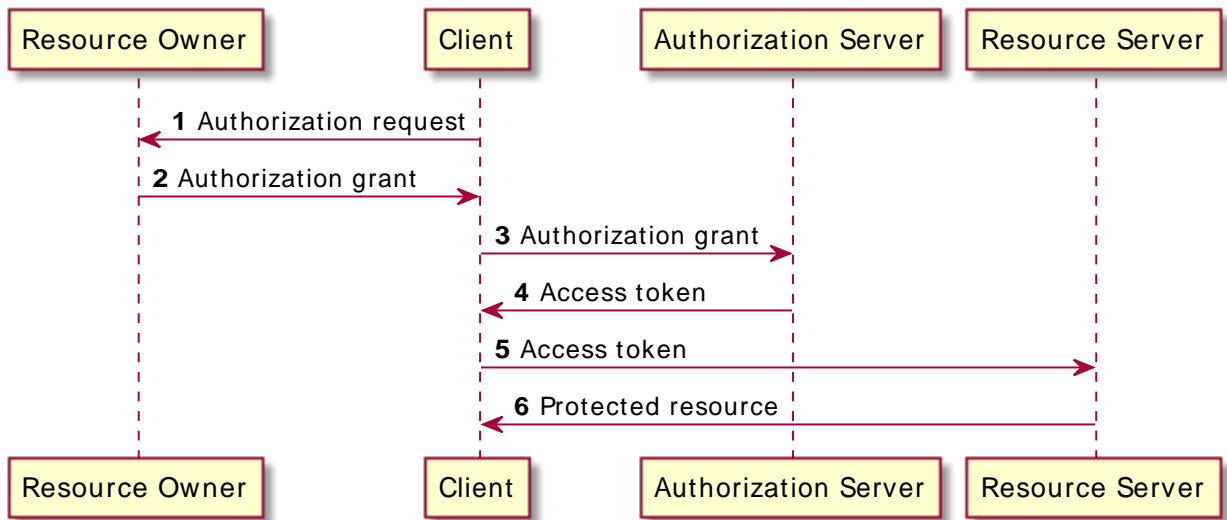 Resource Owner Client Authorization Server Resource Server
1 Authorization request
2 Authorization grant
3 Authorization grant
4 Access token
5 Access token
6 Protected resource
Resource Owner Client Authorization Server Resource Server